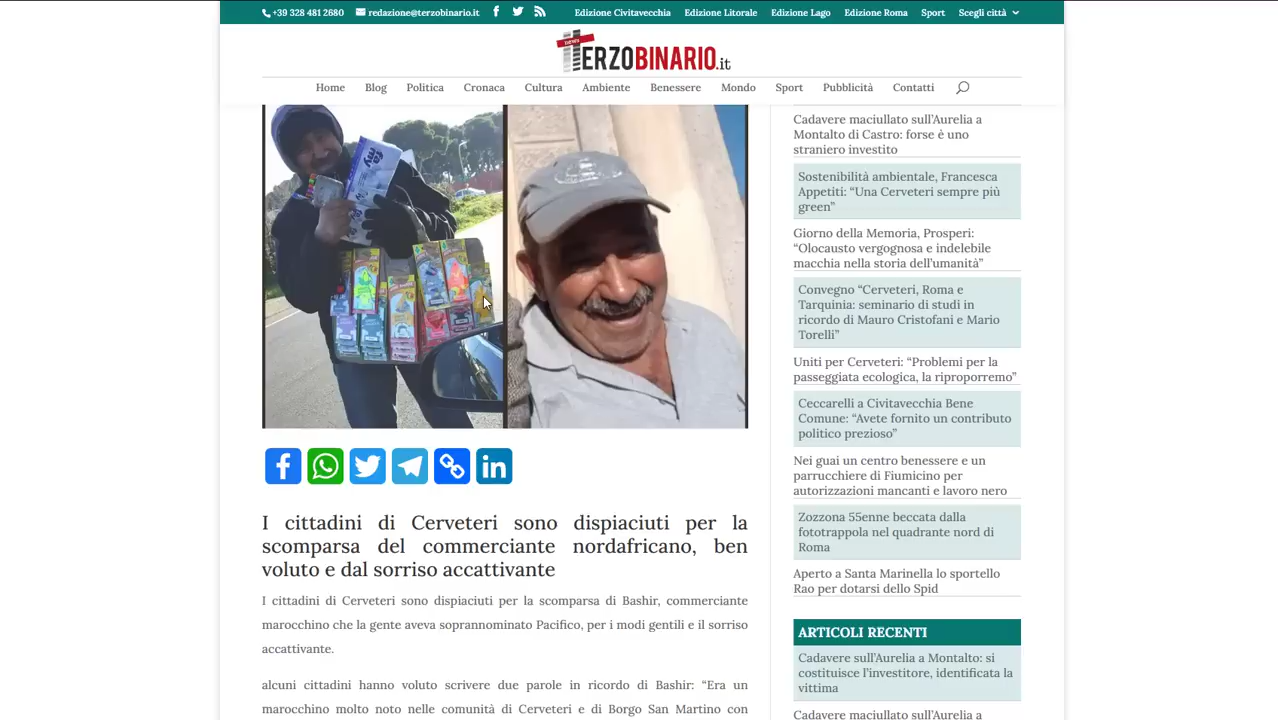 +39 328 481 2680 redazione@terzobinario.it Edizione Civitavecchia Edizione Litorale Edizione Lago Edizione Roma Sport Scegli città
news TERZOBINARIO.it
Home Blog Politica Cronaca Cultura Ambiente Benessere Mondo Sport Pubblicità Contatti
I cittadini di Cerveteri sono dispiaciuti per la
scomparsa del commerciante nordafricano, ben
voluto e dal sorriso accattivante
I cittadini di Cerveteri sono dispiaciuti per la scomparsa di Bashir, commerciante
marocchino che la gente aveva soprannominato Pacifico, per i modi gentili e il sorriso
accattivante.
alcuni cittadini hanno voluto scrivere due parole in ricordo di Bashir: “Era un
marocchino molto noto nelle comunità di Cerveteri e di Borgo San Martino con
Cadavere maciullato sull’Aurelia a
Montalto di Castro: forse è uno
straniero investito
Sostenibilità ambientale, Francesca
Appetiti: “Una Cerveteri sempre più
green”
Giorno della Memoria, Prosperi:
“Olocausto vergognosa e indelebile
macchia nella storia dell’umanità”
Convegno “Cerveteri, Roma e
Tarquinia: seminario di studi in
ricordo di Mauro Cristofani e Mario
Torelli”
Uniti per Cerveteri: “Problemi per la
passeggiata ecologica, la riproporremo”
Ceccarelli a Civitavecchia Bene
Comune: “Avete fornito un contributo
politico prezioso”
Nei guai un centro benessere e un
parrucchiere di Fiumicino per
autorizzazioni mancanti e lavoro nero
Zozzona 55enne beccata dalla
fototrappola nel quadrante nord di
Roma
Aperto a Santa Marinella lo sportello
Rao per dotarsi dello Spid
ARTICOLI RECENTI
Cadavere sull’Aurelia a Montalto: si
costituisce l’investitore, identificata la
vittima
Cadavere maciullato sull’Aurelia a